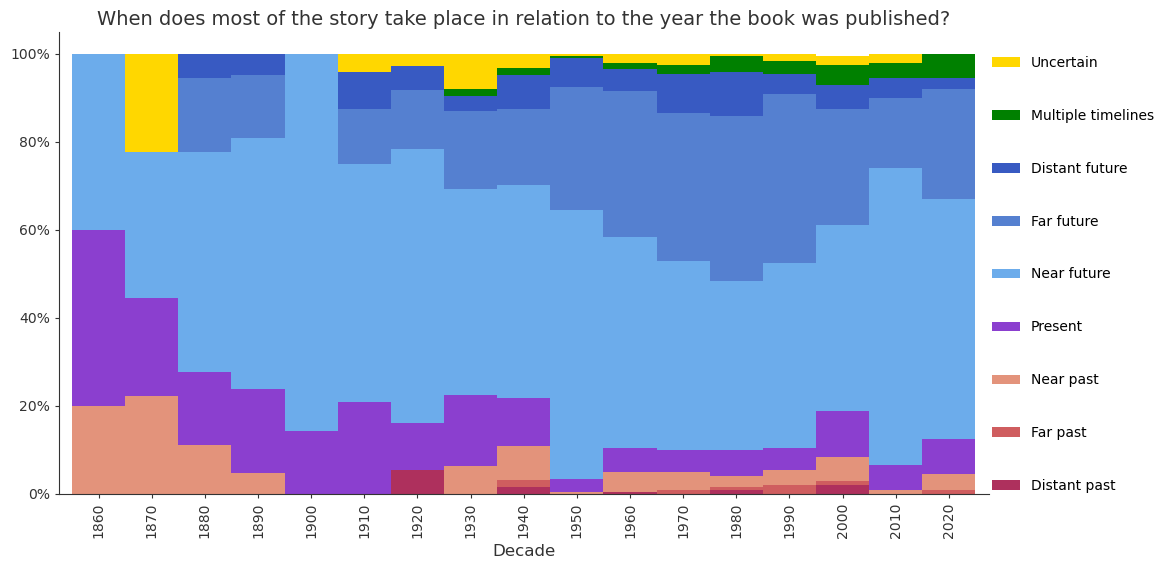 When does most of the story take place in relation to the year the book was published?
100%
80%
60%
40%
20%
0%
1860
1870
1880
1890
1900
1910
1920
1930
1940
1950
1960
1970
1980
1990
2000
2010
2020
Decade
Uncertain
Multiple timelines
Distant future
Far future
Near future
Present
Near past
Far past
Distant past